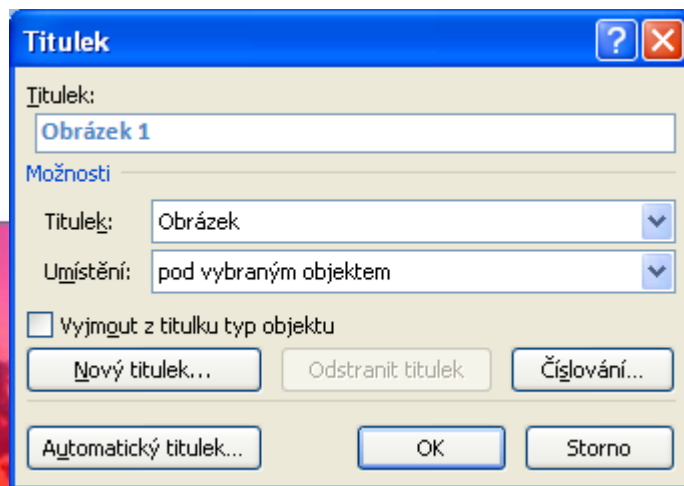 Titulek
Titulek:
Obrázek 1
Možnosti
Titulek: Obrázek
Umístění: pod vybraným objektem
Vyjmout z titulku typ objektu
Nový titulek... Odstranit titulek Číslování...
Automatický titulek... OK Storno